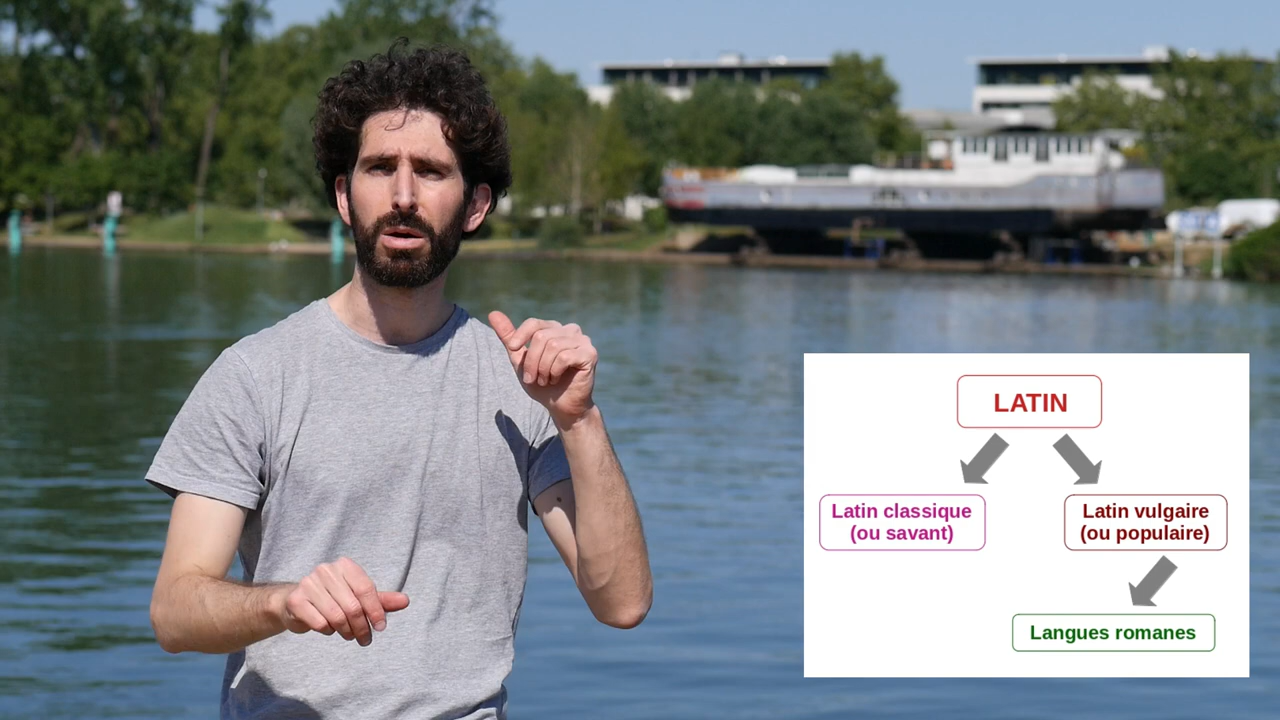 LATIN
Latin classique
(ou savant)
Latin vulgaire
(ou populaire)
Langues romanes